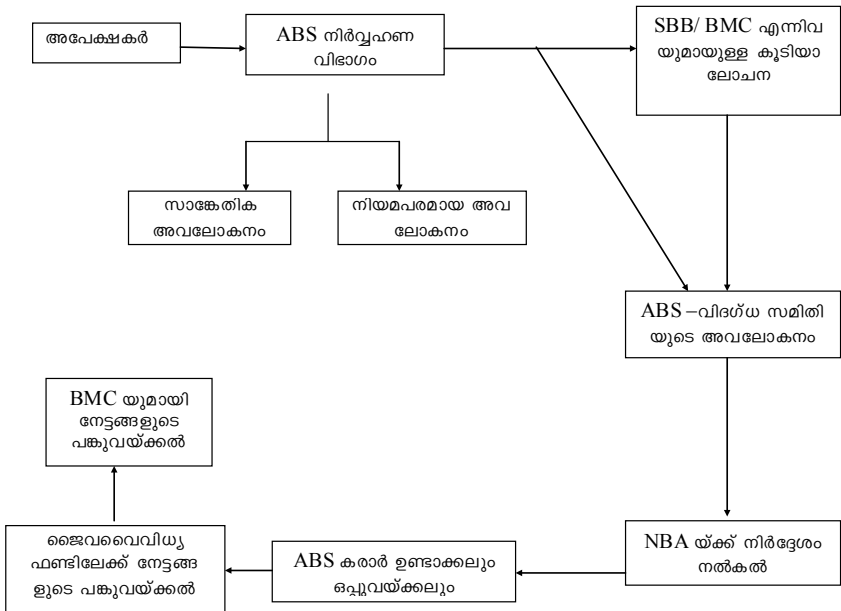 അപേക്ഷകർ
ABS നിർവ്വഹണ
വിഭാഗം
SBB/ BMC എന്നിവ
യുമായുള്ള കൂടിയാ
ലോചന
സാങ്കേതിക
അവലോകനം
നിയമപരമായ അവ
ലോകനം
ABS –വിദഗ്ധ സമിതി
യുടെ അവലോകനം
BMC യുമായി
നേട്ടങ്ങളുടെ
പങ്കുവയ്ക്കൽ
ജൈവവൈവിധ്യ
ഫണ്ടിലേക്ക് നേട്ടങ്ങ
ളുടെ പങ്കുവയ്ക്കൽ
ABS കരാർ ഉണ്ടാക്കലും
ഒപ്പുവയ്ക്കലും
NBA യ്ക്ക് നിർദ്ദേശം
നൽകൽ